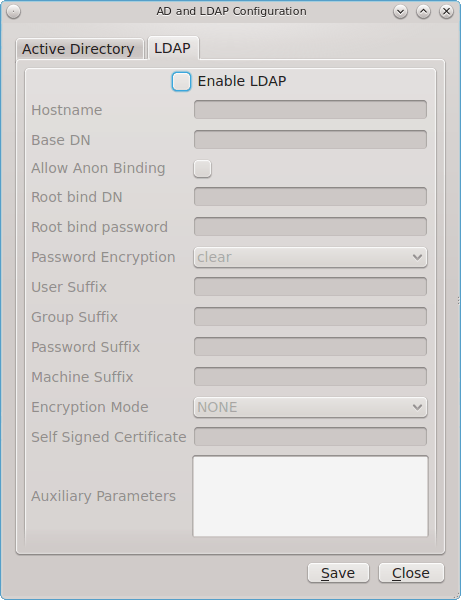 AD and LDAP Configuration
Active Directory LDAP
Enable LDAP
Hostname
Base DN
Allow Anon Binding
Root bind DN
Root bind password
Password Encryption clear
User Suffix
Group Suffix
Password Suffix
Machine Suffix
Encryption Mode NONE
Self Signed Certificate
Auxiliary Parameters
Save Close